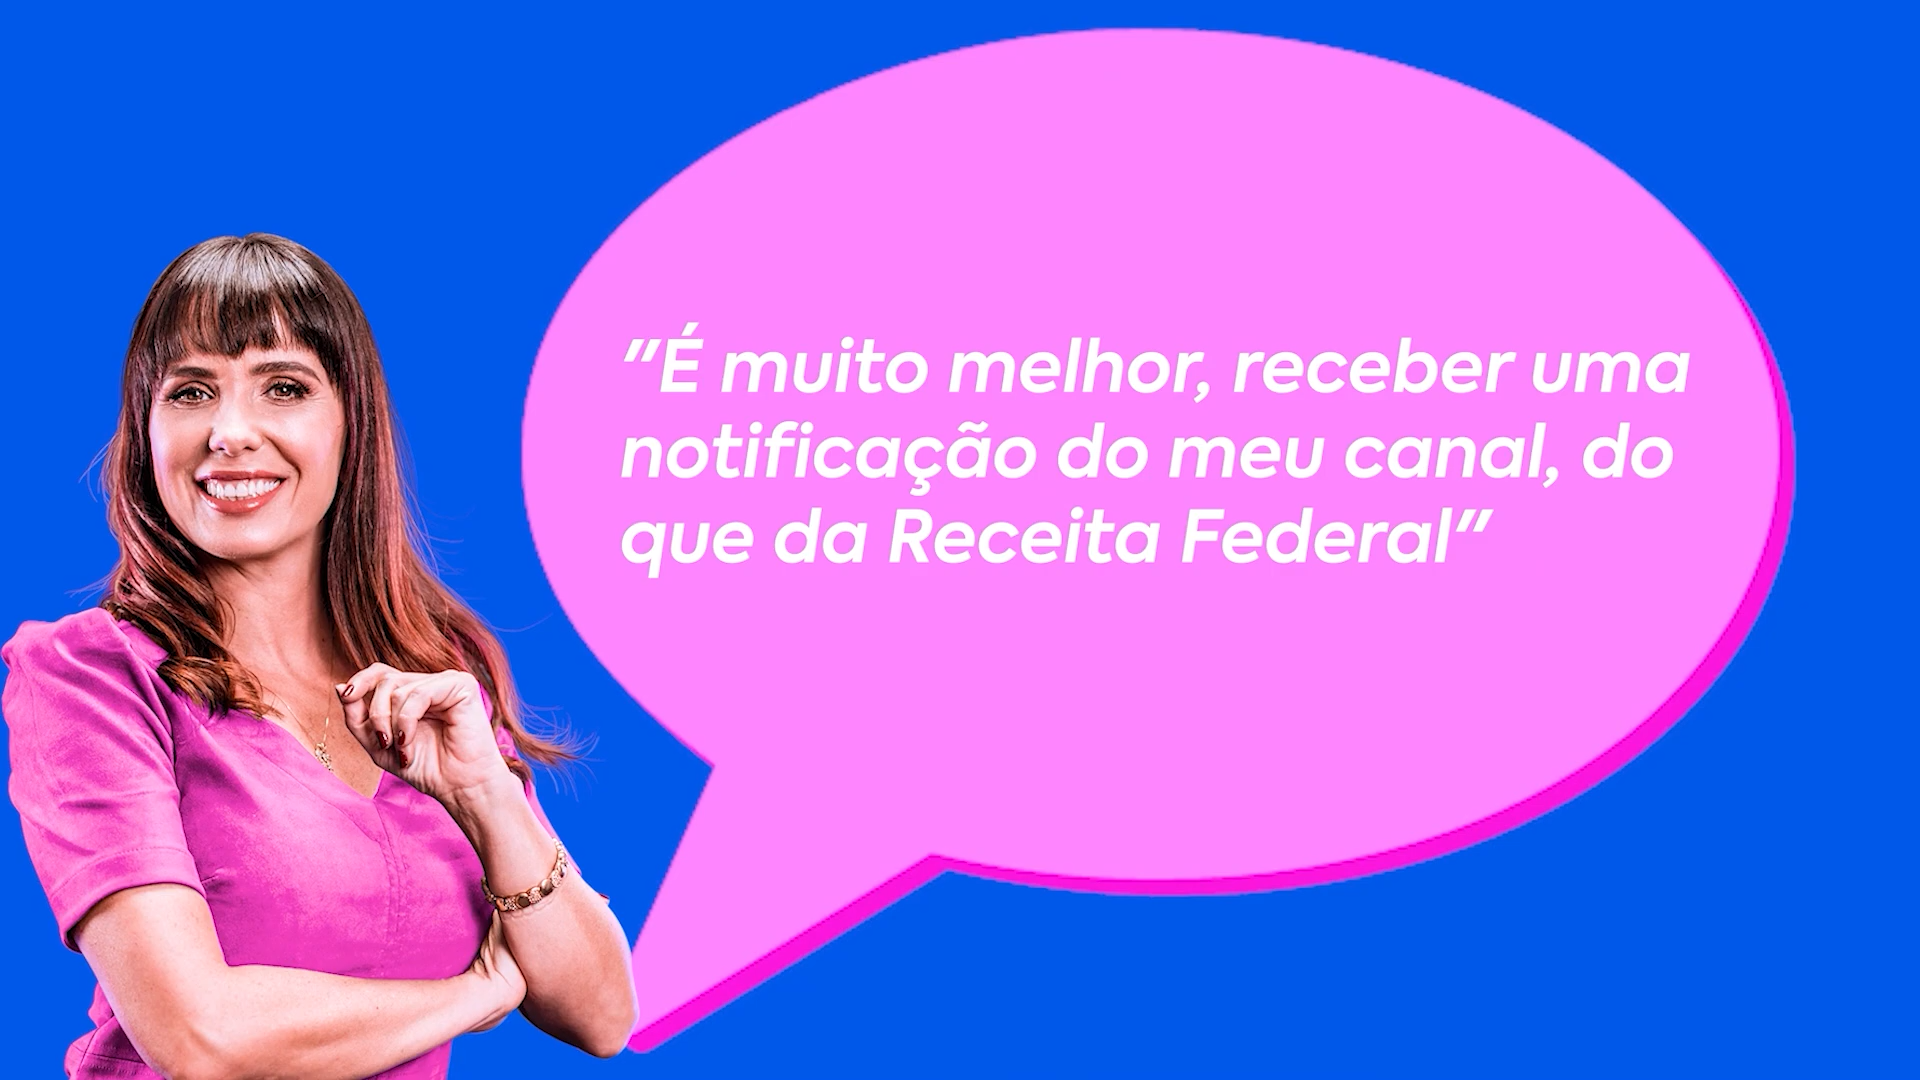 "É muito melhor, receber uma
notificação do meu canal, do
que da Receita Federal"